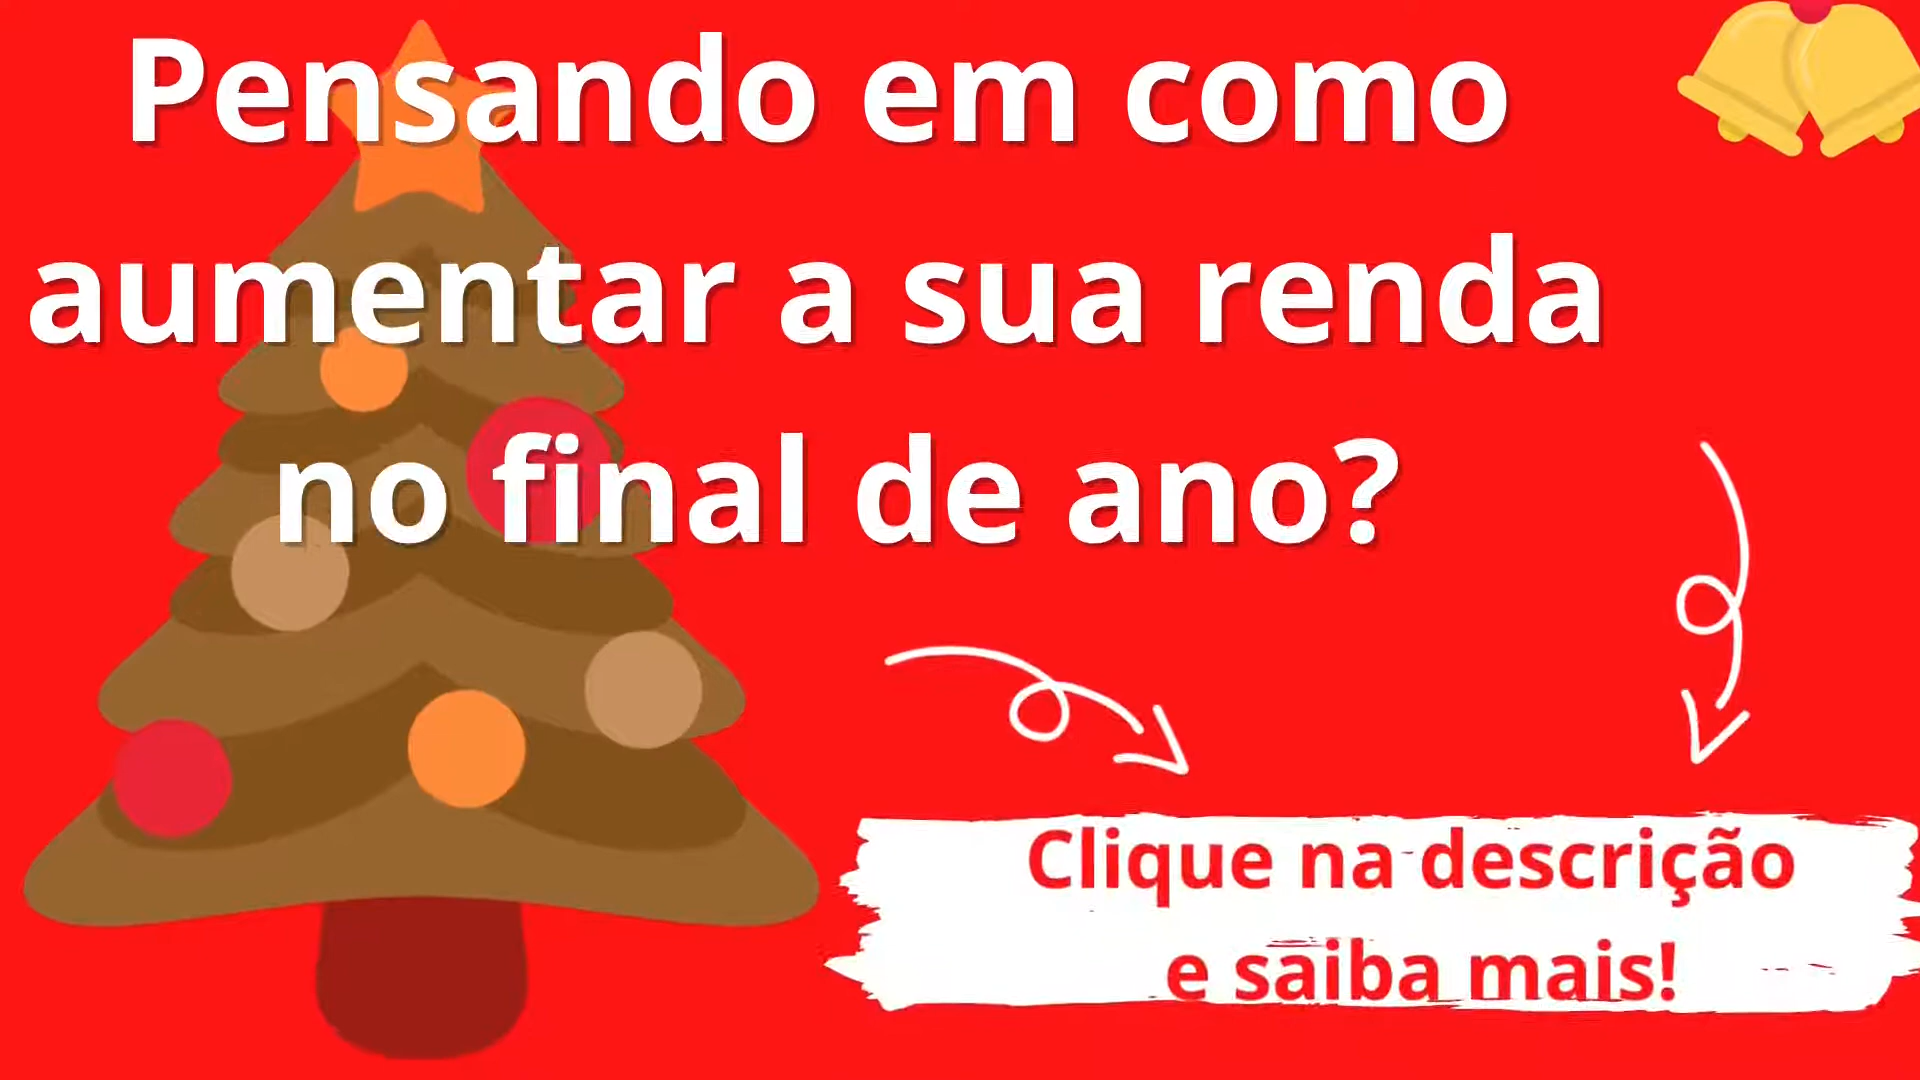 Pensando em como
aumentar a sua renda
no final de ano?
Clique na descrição
e saiba mais!